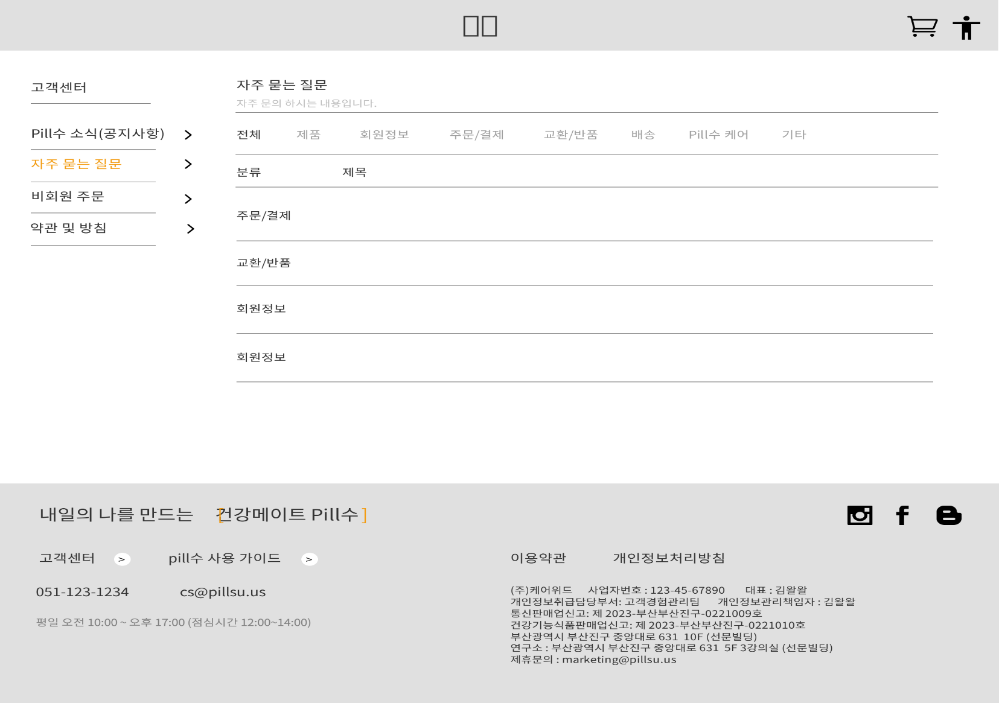 고객센터
Pill수 소식(공지사항)
자주 묻는 질문
비회원 주문
약관 및 방침
자주 묻는 질문
자주 문의 하시는 내용입니다.
전체 제품 회원정보 주문/결제 교환/반품 배송 Pill수 케어 기타
분류 제목
주문/결제
교환/반품
회원정보
회원정보
내일의 나를 만드는 [건강메이트 Pill수]
고객센터 > pill수 사용 가이드 >
051-123-1234 cs@pillsu.us
평일 오전 10:00 ~ 오후 17:00 (점심시간 12:00~14:00)
이용약관 개인정보처리방침
(주)케어위드 사업자번호 : 123-45-67890 대표 : 김왈왈
개인정보취급담당부서: 고객경험관리팀 개인정보관리책임자 : 김왈왈
통신판매업신고: 제 2023-부산부산진구-0221009호
건강기능식품판매업신고: 제 2023-부산부산진구-0221010호
부산광역시 부산진구 중앙대로 631 10F (선문빌딩)
연구소 : 부산광역시 부산진구 중앙대로 631 5F 3강의실 (선문빌딩)
제휴문의 : marketing@pillsu.us